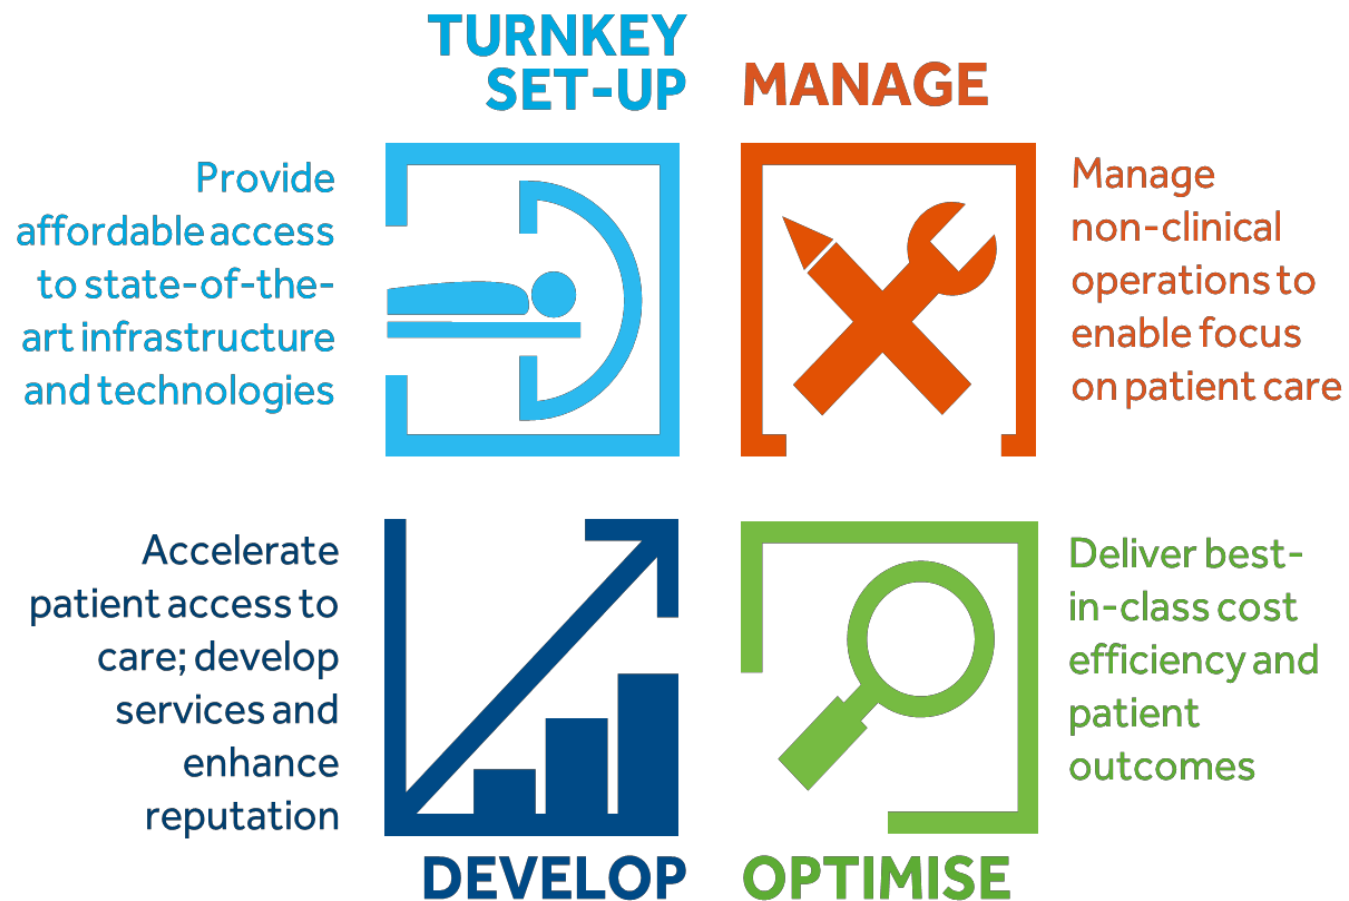 TURNKEY
SET-UP
Provide
affordable access
to state-of-the-
art infrastructure
and technologies
MANAGE
Manage
non-clinical
operations to
enable focus
on patient care
Accelerate
patient access to
care; develop
services and
enhance
reputation
DEVELOP
Deliver best-
in-class cost
efficiency and
patient
outcomes
OPTIMISE